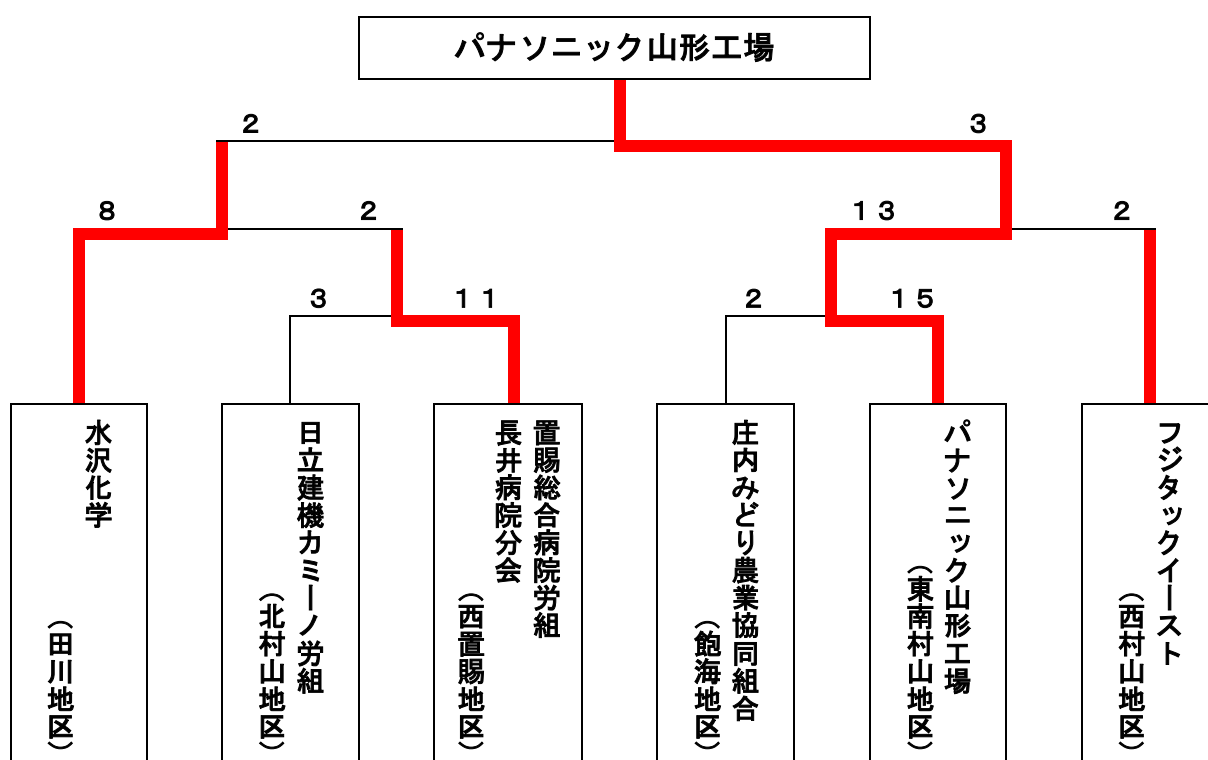 パナソニック山形工場
２
３
８
２
１３
２
３
１１
２
１５
水沢化学
（田川地区）
日立建機カミーノ労組
（北村山地区）
置賜総合病院労組
長井病院分会
（西置賜地区）
庄内みどり農業協同組合
（飽海地区）
パナソニック山形工場
（東南村山地区）
フジタックイースト
（西村山地区）